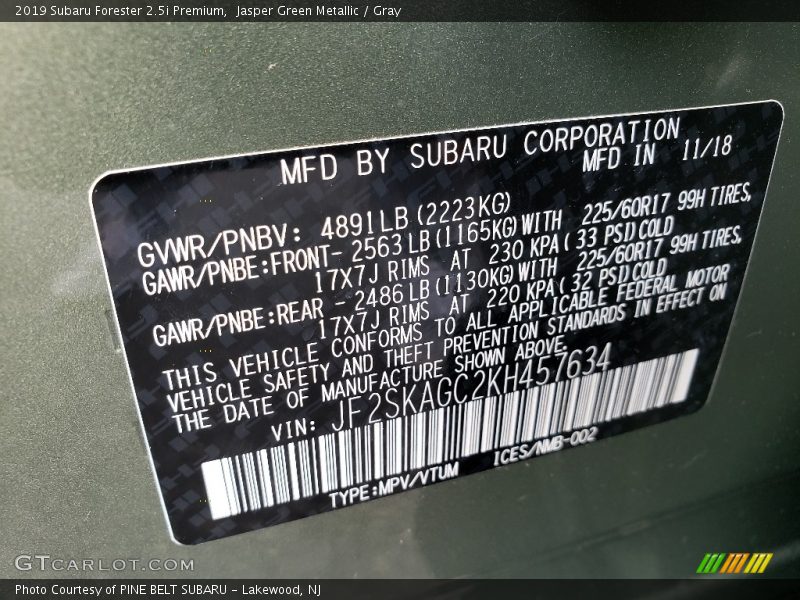 2019 Subaru Forester 2.5i Premium,  Jasper Green Metallic / Gray
MFD BY SUBARU CORPORATION
MFD IN 11/18
GVWR/PNBV: 4891LB(2223KG)
GAWR/PNBE:FRONT- 2563LB(1165KG)WITH 225/60R17 99H TIRES,
17X7J RIMS AT 230 KPA(33 PSI)COLD
GAWR/PNBE:REAR - 2486LB(1130KG)WITH 225/60R17 99H TIRES,
17X7J RIMS AT 220 KPA(32 PSI)COLD
THIS VEHICLE CONFORMS TO ALL APPLICABLE FEDERAL MOTOR
VEHICLE SAFETY AND THEFT PREVENTION STANDARDS IN EFFECT ON
THE DATE OF MANUFACTURE SHOWN ABOVE.
VIN: JF2SKAGC2KH457634
TYPE:MPV/VTUM ICES/NMB-002
GTCARLOT.COM
Photo Courtesy of PINE BELT SUBARU - Lakewood, NJ